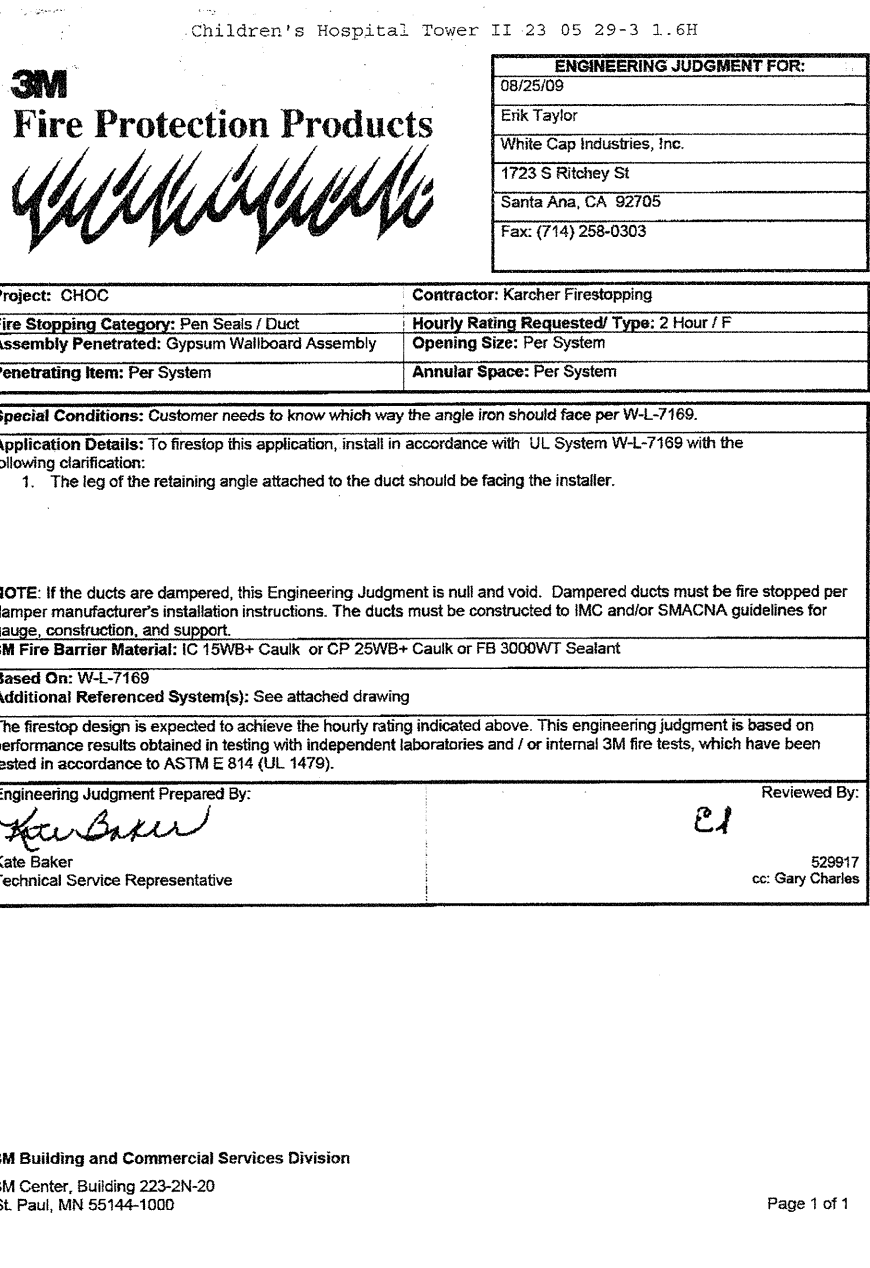 Children's Hospital Tower II 23 05 29-3 1.6H
3M
Fire Protection Products
ENGINEERING JUDGMENT FOR:
08/25/09
Erik Taylor
White Cap Industries, Inc.
1723 S Ritchey St
Santa Ana, CA 92705
Fax: (714) 258-0303
Project: CHOC
Contractor: Karcher Firestopping
Fire Stopping Category: Pen Seals / Duct
Hourly Rating Requested/ Type: 2 Hour / F
Assembly Penetrated: Gypsum Wallboard Assembly
Opening Size: Per System
Penetrating Item: Per System
Annular Space: Per System
Special Conditions: Customer needs to know which way the angle iron should face per W-L-7169.
Application Details: To firestop this application, install in accordance with UL System W-L-7169 with the
following clarification:
1. The leg of the retaining angle attached to the duct should be facing the installer.
NOTE: If the ducts are dampered, this Engineering Judgment is null and void. Dampered ducts must be fire stopped per
damper manufacturer's installation instructions. The ducts must be constructed to IMC and/or SMACNA guidelines for
gauge, construction, and support.
3M Fire Barrier Material: IC 15WB+ Caulk or CP 25WB+ Caulk or FB 3000WT Sealant
Based On: W-L-7169
Additional Referenced System(s): See attached drawing
The firestop design is expected to achieve the hourly rating indicated above. This engineering judgment is based on
performance results obtained in testing with independent laboratories and / or internal 3M fire tests, which have been
tested in accordance to ASTM E 814 (UL 1479).
Engineering Judgment Prepared By:
Reviewed By:
Kate Baker
Kate Baker
529917
Technical Service Representative
cc: Gary Charles
3M Building and Commercial Services Division
3M Center, Building 223-2N-20
St. Paul, MN 55144-1000
Page 1 of 1